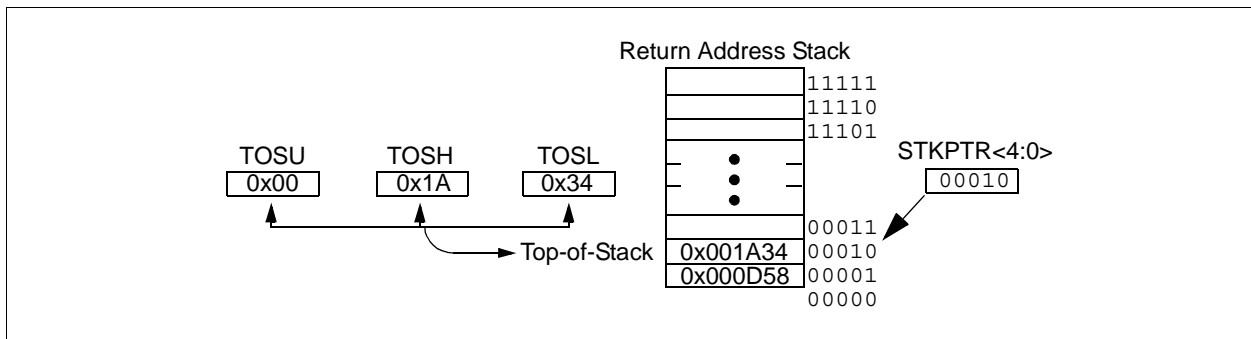 Return Address Stack
11111
11110
11101
TOSU TOSH TOSL
0x00 0x1A 0x34
STKPTR<4:0>
00010
00011
Top-of-Stack 0x001A34 00010
0x000D58 00001
00000